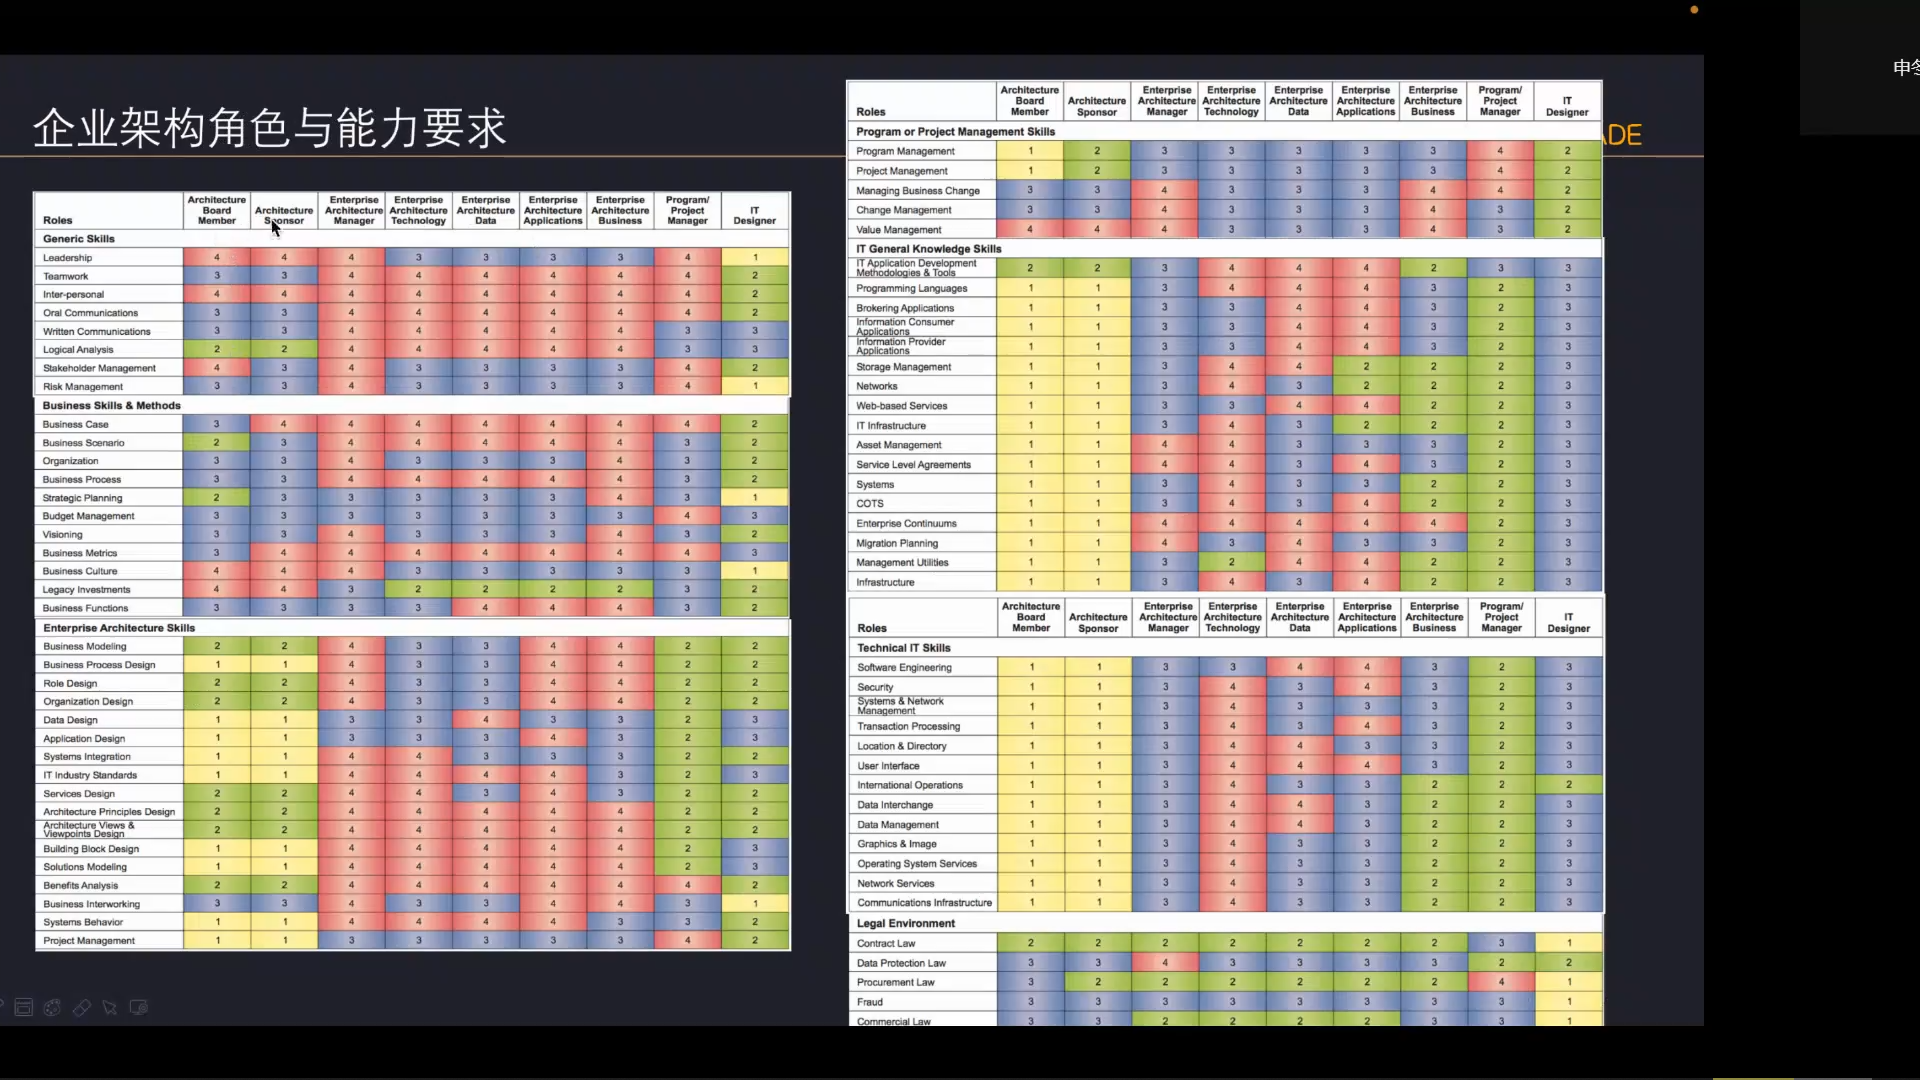 申
企业架构角色与能力要求
ADE
Roles Architecture Board Member Architecture Sponsor Enterprise Architecture Manager Enterprise Architecture Technology Enterprise Architecture Data Enterprise Architecture Applications Enterprise Architecture Business Program/ Project Manager IT Designer
Generic Skills
Leadership 4 4 4 3 3 3 3 4 1
Teamwork 3 3 4 4 4 4 4 4 2
Inter-personal 4 4 4 4 4 4 4 4 2
Oral Communications 3 3 4 4 4 4 4 4 2
Written Communications 3 3 4 4 4 4 4 3 3
Logical Analysis 2 2 4 4 4 4 4 3 3
Stakeholder Management 4 3 4 3 3 3 3 4 2
Risk Management 3 3 4 3 3 3 3 4 1
Business Skills & Methods
Business Case 3 4 4 4 4 4 4 4 2
Business Scenario 2 3 4 4 4 4 4 3 2
Organization 3 3 4 3 3 3 4 3 2
Business Process 3 3 4 4 4 4 4 3 2
Strategic Planning 2 3 3 3 3 3 4 3 1
Budget Management 3 3 3 3 3 3 3 4 3
Visioning 3 3 4 3 3 3 4 3 2
Business Metrics 3 4 4 4 4 4 4 4 3
Business Culture 4 4 4 3 3 3 3 3 1
Legacy Investments 4 4 3 2 2 2 2 3 2
Business Functions 3 3 3 3 4 4 4 3 2
Enterprise Architecture Skills
Business Modeling 2 2 4 3 3 4 4 2 2
Business Process Design 1 1 4 3 3 4 4 2 2
Role Design 2 2 4 3 3 4 4 2 2
Organization Design 2 2 4 3 3 4 4 2 2
Data Design 1 1 3 3 4 3 3 2 3
Application Design 1 1 3 3 3 4 3 2 3
Systems Integration 1 1 4 4 3 3 3 2 2
IT Industry Standards 1 1 4 4 4 4 3 2 3
Services Design 2 2 4 4 3 4 3 2 2
Architecture Principles Design 2 2 4 4 4 4 4 2 2
Architecture Views & Viewpoints Design 2 2 4 4 4 4 4 2 2
Building Block Design 1 1 4 4 4 4 4 2 3
Solutions Modeling 1 1 4 4 4 4 4 2 3
Benefits Analysis 2 2 4 4 4 4 4 4 2
Business Interworking 3 3 4 3 3 4 4 3 1
Systems Behavior 1 1 4 4 4 4 3 3 2
Project Management 1 1 3 3 3 3 3 4 2
Roles Architecture Board Member Architecture Sponsor Enterprise Architecture Manager Enterprise Architecture Technology Enterprise Architecture Data Enterprise Architecture Applications Enterprise Architecture Business Program/ Project Manager IT Designer
Program or Project Management Skills
Program Management 1 2 3 3 3 3 3 4 2
Project Management 1 2 3 3 3 3 3 4 2
Managing Business Change 3 3 4 3 3 3 4 4 2
Change Management 3 3 4 3 3 3 4 3 2
Value Management 4 4 4 3 3 3 4 3 2
IT General Knowledge Skills
IT Application Development Methodologies & Tools 2 2 3 4 4 4 2 3 3
Programming Languages 1 1 3 4 4 4 3 2 3
Brokering Applications 1 1 3 3 4 4 3 2 3
Information Consumer Applications 1 1 3 3 4 4 3 2 3
Information Provider Applications 1 1 3 3 4 4 3 2 3
Storage Management 1 1 3 4 4 2 2 2 3
Networks 1 1 3 4 3 2 2 2 3
Web-based Services 1 1 3 3 4 4 2 2 3
IT Infrastructure 1 1 3 4 3 2 2 2 3
Asset Management 1 1 4 4 3 3 3 2 3
Service Level Agreements 1 1 4 4 3 4 3 2 3
Systems 1 1 3 4 3 3 2 2 3
COTS 1 1 3 4 3 4 2 2 3
Enterprise Continuums 1 1 4 4 4 4 4 2 3
Migration Planning 1 1 4 3 4 3 3 2 3
Management Utilities 1 1 3 2 4 4 2 2 3
Infrastructure 1 1 3 4 3 4 2 2 3
Roles Architecture Board Member Architecture Sponsor Enterprise Architecture Manager Enterprise Architecture Technology Enterprise Architecture Data Enterprise Architecture Applications Enterprise Architecture Business Program/ Project Manager IT Designer
Technical IT Skills
Software Engineering 1 1 3 3 4 4 3 2 3
Security 1 1 3 4 3 4 3 2 3
Systems & Network Management 1 1 3 4 3 3 3 2 3
Transaction Processing 1 1 3 4 3 4 3 2 3
Location & Directory 1 1 3 4 4 3 3 2 3
User Interface 1 1 3 4 4 4 3 2 3
International Operations 1 1 3 4 3 3 2 2 2
Data Interchange 1 1 3 4 4 3 2 2 3
Data Management 1 1 3 4 4 3 2 2 3
Graphics & Image 1 1 3 4 3 3 2 2 3
Operating System Services 1 1 3 4 3 3 2 2 3
Network Services 1 1 3 4 3 3 2 2 3
Communications Infrastructure 1 1 3 4 3 3 2 2 3
Legal Environment
Contract Law 2 2 2 2 2 2 2 3 1
Data Protection Law 3 3 4 3 3 3 3 2 2
Procurement Law 3 2 2 2 2 2 2 4 1
Fraud 3 3 3 3 3 3 3 3 1
Commercial Law 3 3 2 2 2 2 3 3 1